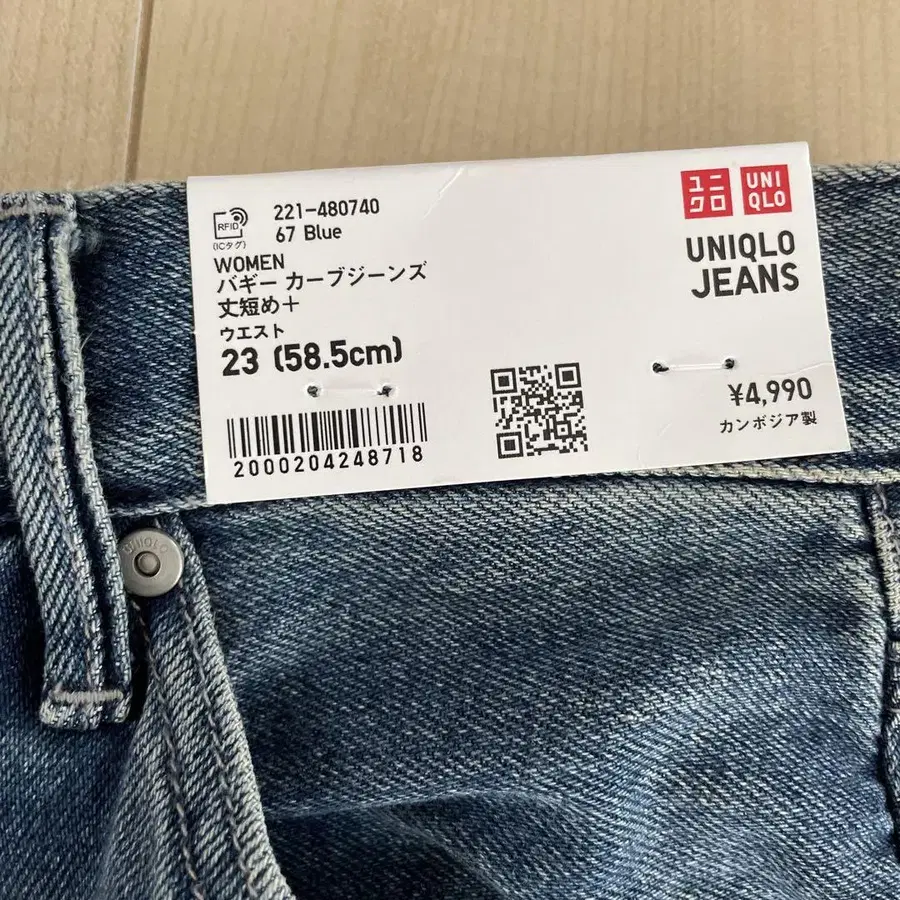 RFID
(ICタグ)
221-480740
67 Blue
WOMEN
バギー カーブジーンズ
丈短め+
ウエスト
23 (58.5cm)
2000204248718
ユニ
クロ
UNI
QLO
UNIQLO
JEANS
¥4,990
カンボジア製
UNIQLO